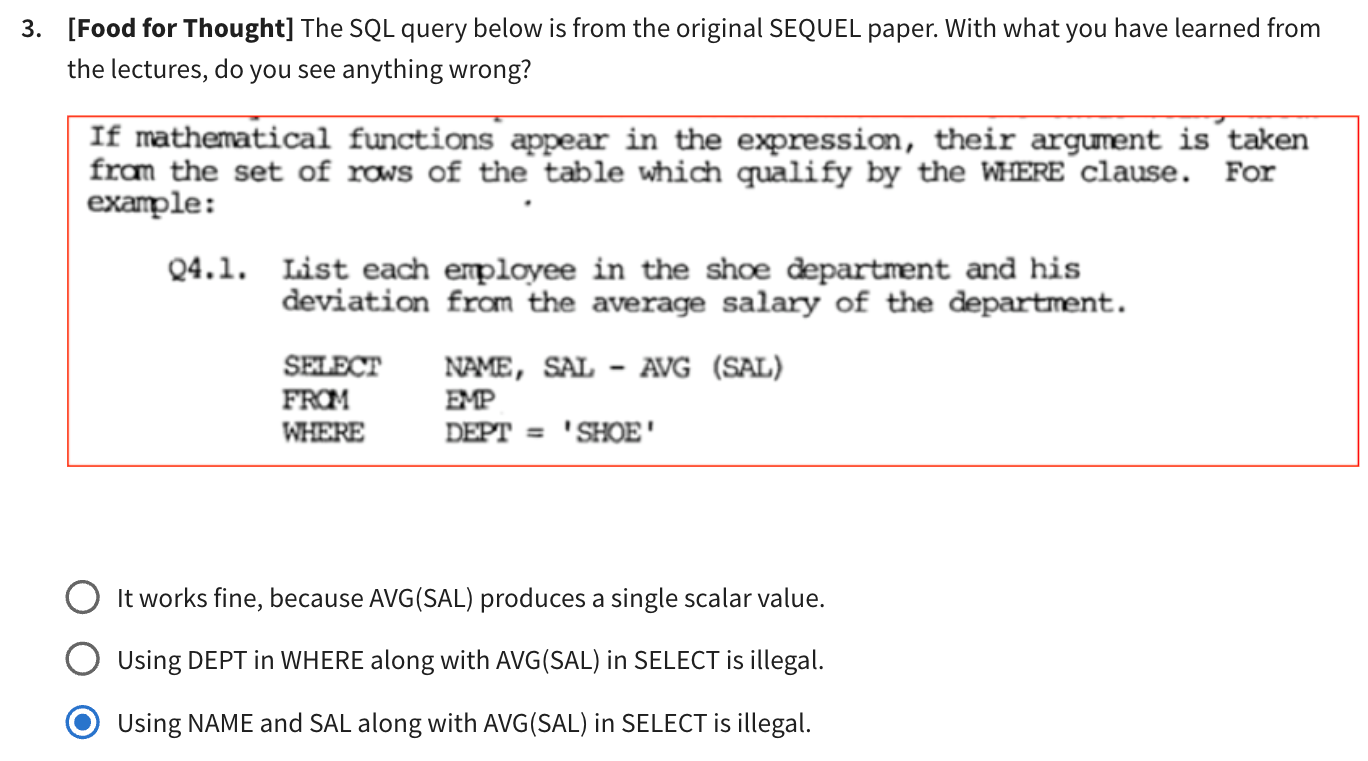 3. [Food for Thought] The SQL query below is from the original SEQUEL paper. With what you have learned from
the lectures, do you see anything wrong?
If mathematical functions appear in the expression, their argument is taken
from the set of rows of the table which qualify by the WHERE clause. For
example:
Q4.1. List each employee in the shoe department and his
deviation from the average salary of the department.
SELECT NAME, SAL - AVG (SAL)
FROM EMP
WHERE DEPT = 'SHOE'
It works fine, because AVG(SAL) produces a single scalar value.
Using DEPT in WHERE along with AVG(SAL) in SELECT is illegal.
Using NAME and SAL along with AVG(SAL) in SELECT is illegal.